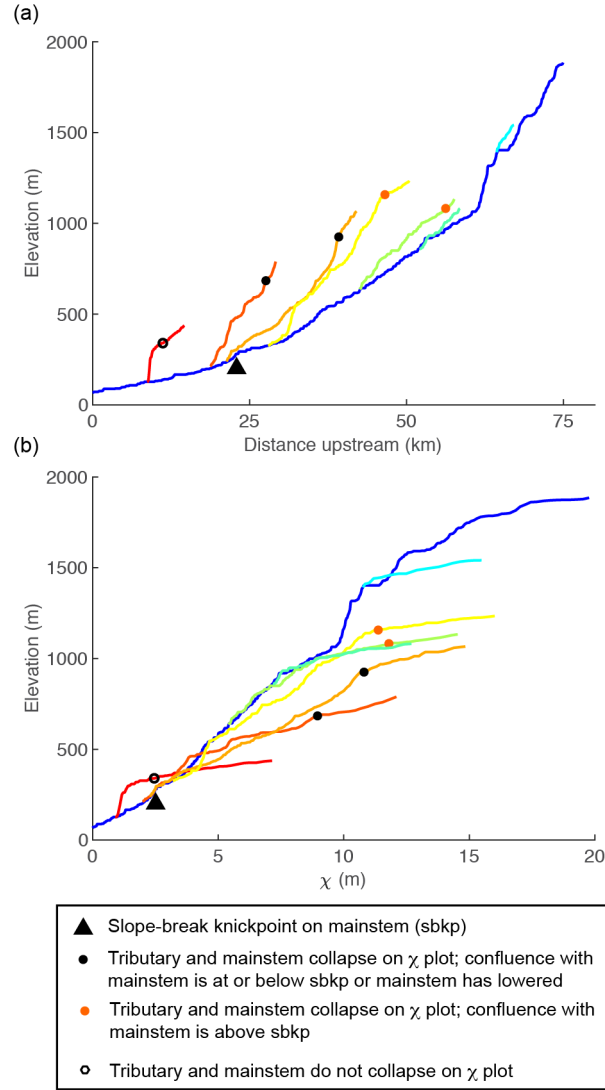 (a)
2000
1500
1000
500
0
Elevation (m)
0 25 50 75
Distance upstream (km)
(b)
2000
1500
1000
500
0
Elevation (m)
0 5 10 15 20
χ (m)
Slope-break knickpoint on mainstem (sbkp)
Tributary and mainstem collapse on χ plot; confluence with
mainstem is at or below sbkp or mainstem has lowered
Tributary and mainstem collapse on χ plot; confluence with
mainstem is above sbkp
Tributary and mainstem do not collapse on χ plot